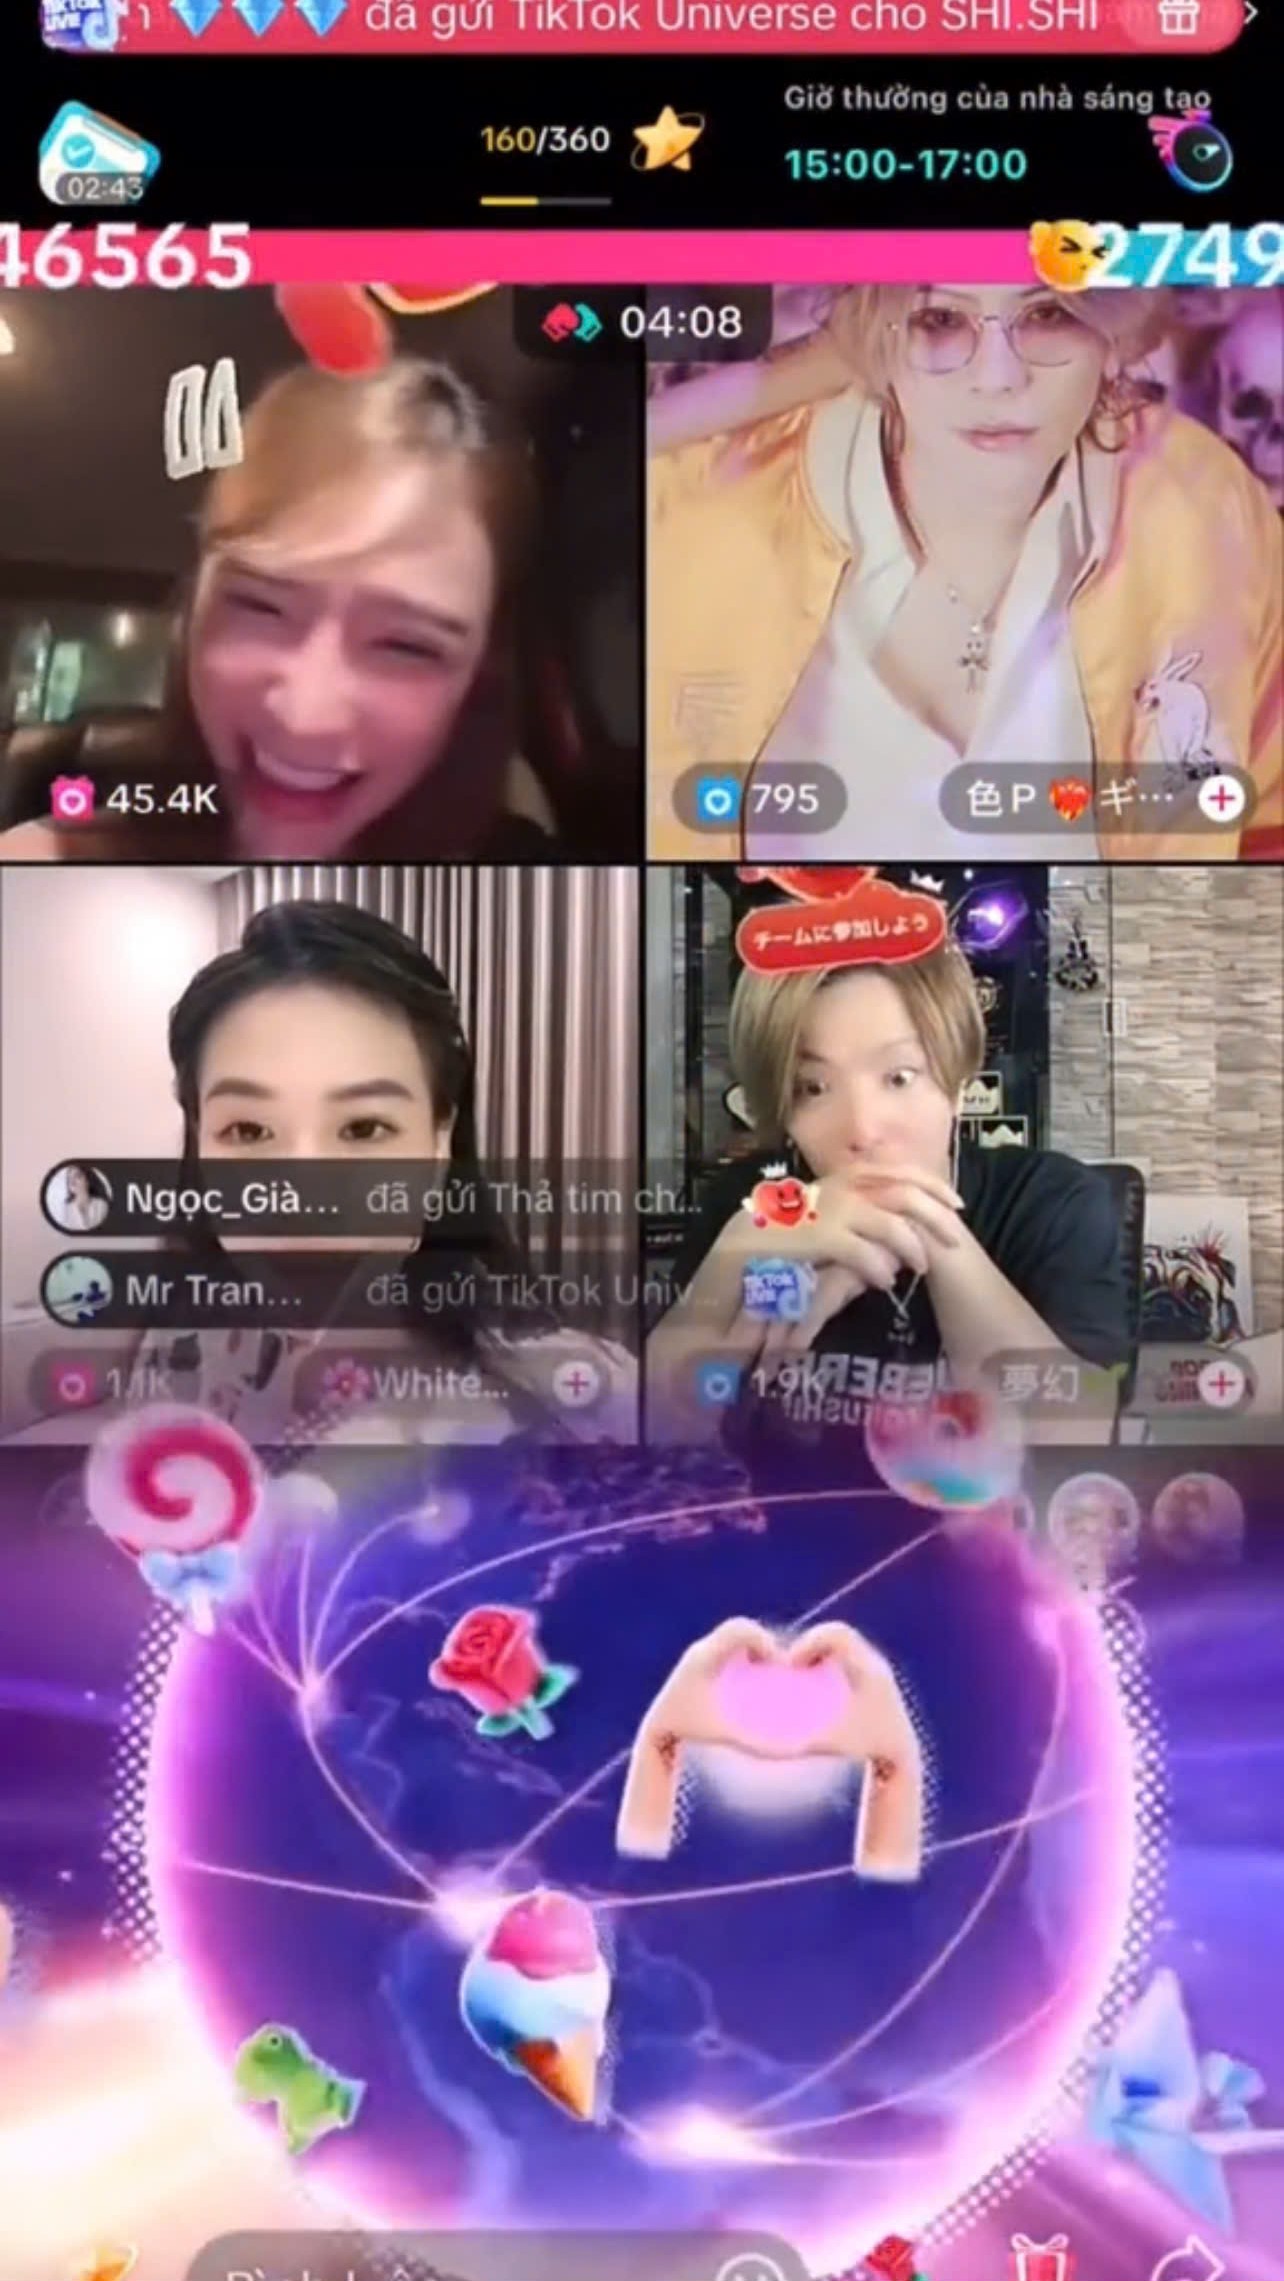 đã gửi TikTok Universe cho SHI.SHI
Giờ thưởng của nhà sáng tạo
160/360
15:00-17:00
02:43
46565
2749
04:08
45.4K
795
色P❤️‍🔥ギ…
チームに参加しよう
Ngọc_Già... đã gửi Thả tim ch...
Mr Tran... đã gửi TikTok Univ...
TikTok LIVE
1.1K
🌸White...
1.9K
夢幻